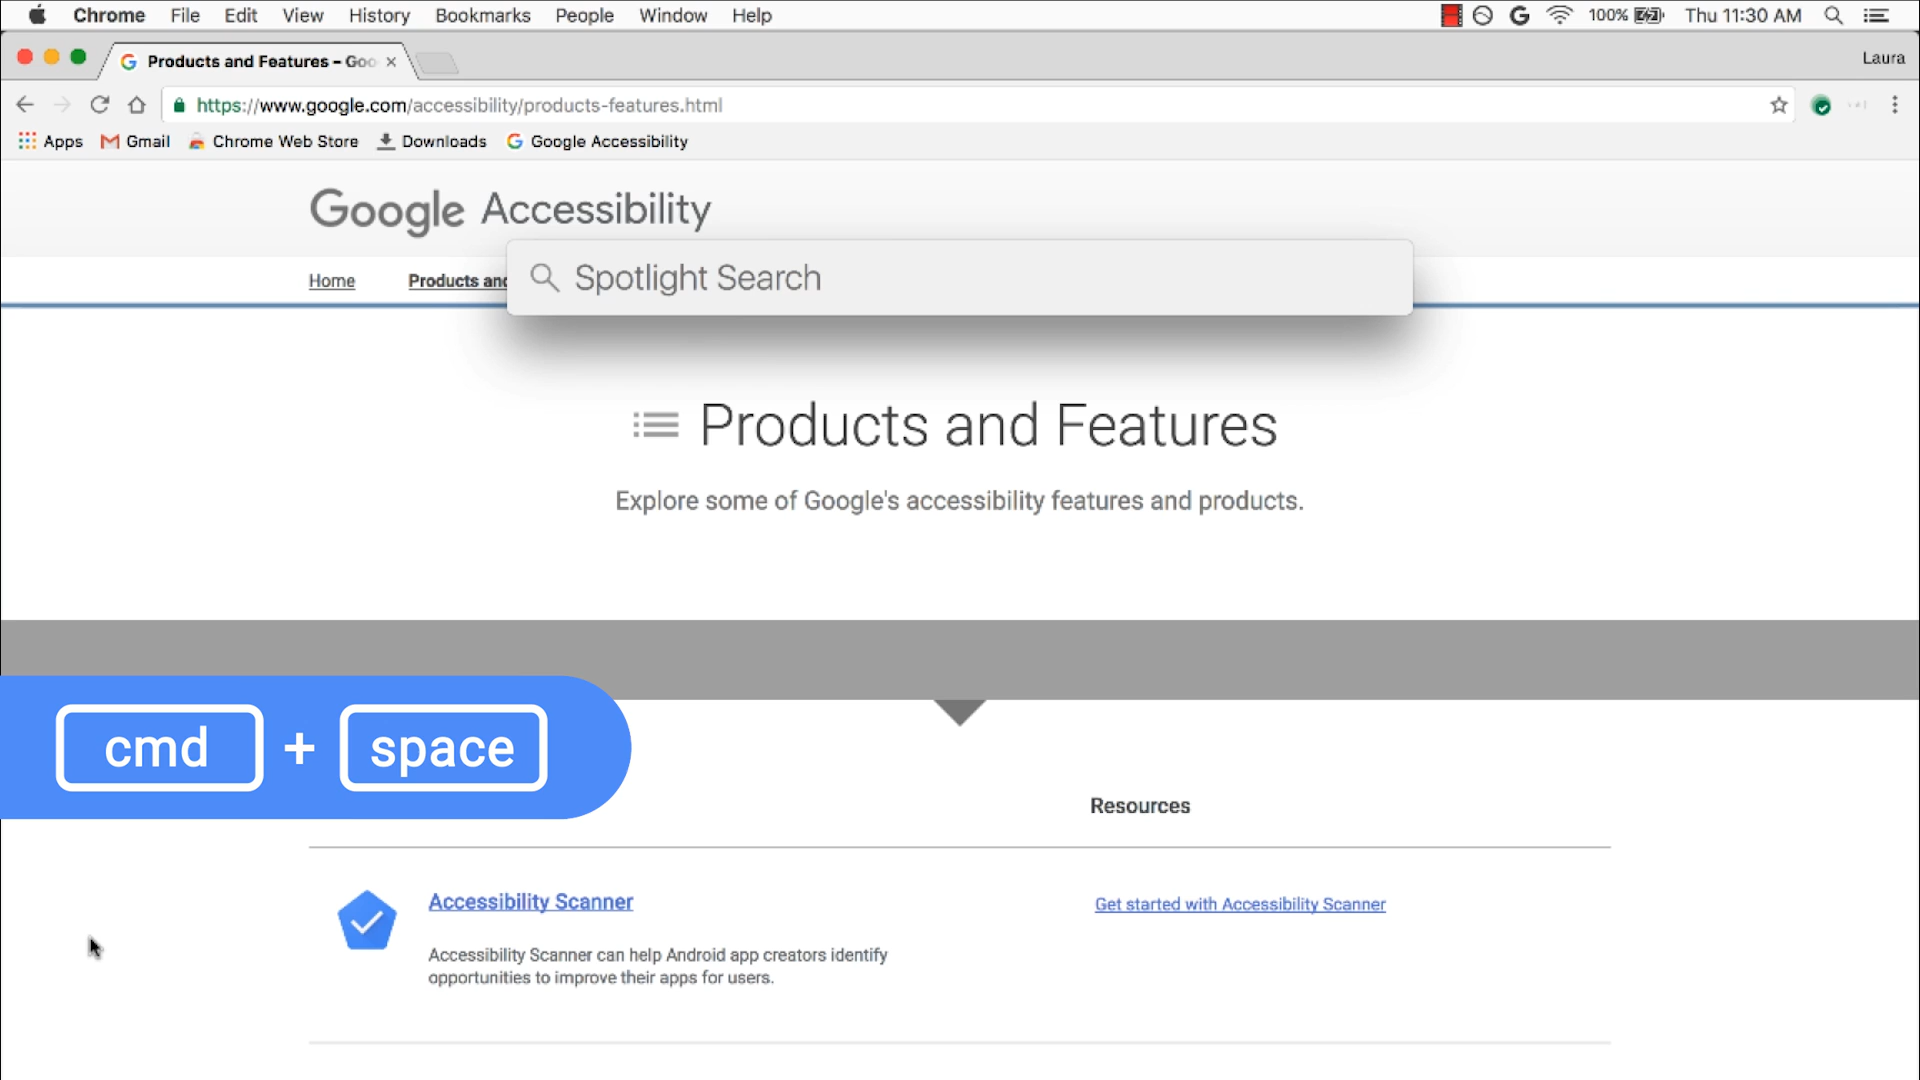 Chrome File Edit View History Bookmarks People Window Help 100% Thu 11:30 AM
Products and Features – Goo Laura
https://www.google.com/accessibility/products-features.html
Apps Gmail Chrome Web Store Downloads Google Accessibility
Google Accessibility
Home Products and
Spotlight Search
Products and Features
Explore some of Google's accessibility features and products.
cmd + space
Resources
Accessibility Scanner Get started with Accessibility Scanner
Accessibility Scanner can help Android app creators identify
opportunities to improve their apps for users.